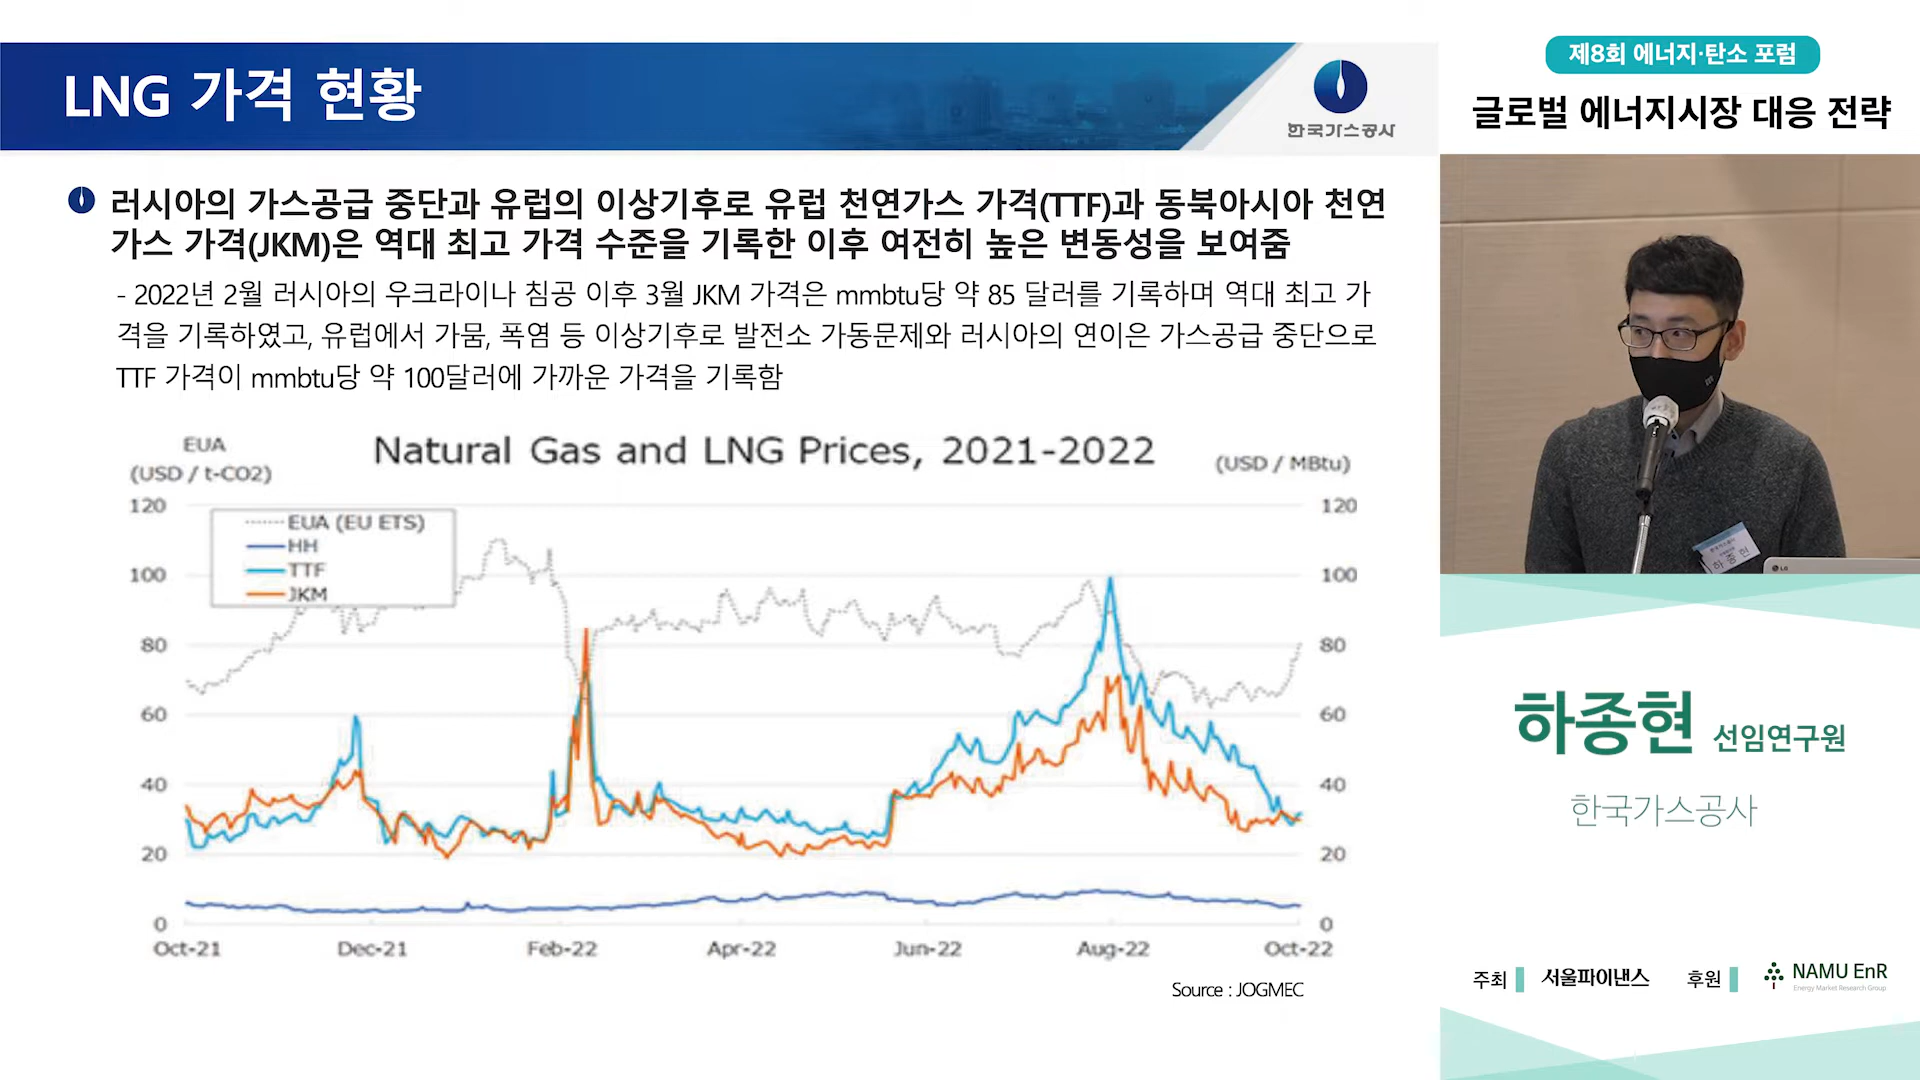 LNG 가격 현황
한국가스공사
러시아의 가스공급 중단과 유럽의 이상기후로 유럽 천연가스 가격(TTF)과 동북아시아 천연
가스 가격(JKM)은 역대 최고 가격 수준을 기록한 이후 여전히 높은 변동성을 보여줌
- 2022년 2월 러시아의 우크라이나 침공 이후 3월 JKM 가격은 mmbtu당 약 85 달러를 기록하며 역대 최고 가
격을 기록하였고, 유럽에서 가뭄, 폭염 등 이상기후로 발전소 가동문제와 러시아의 연이은 가스공급 중단으로
TTF 가격이 mmbtu당 약 100달러에 가까운 가격을 기록함
Natural Gas and LNG Prices, 2021-2022
EUA
(USD / t-CO2)
(USD / MBtu)
120
100
80
60
40
20
0
EUA (EU ETS)
HH
TTF
JKM
120
100
80
60
40
20
0
Oct-21 Dec-21 Feb-22 Apr-22 Jun-22 Aug-22 Oct-22
Source : JOGMEC
제8회 에너지·탄소 포럼
글로벌 에너지시장 대응 전략
한국가스공사
하종현
LG
하종현 선임연구원
한국가스공사
주최 서울파이낸스 후원 NAMU EnR
Energy Market Research Group